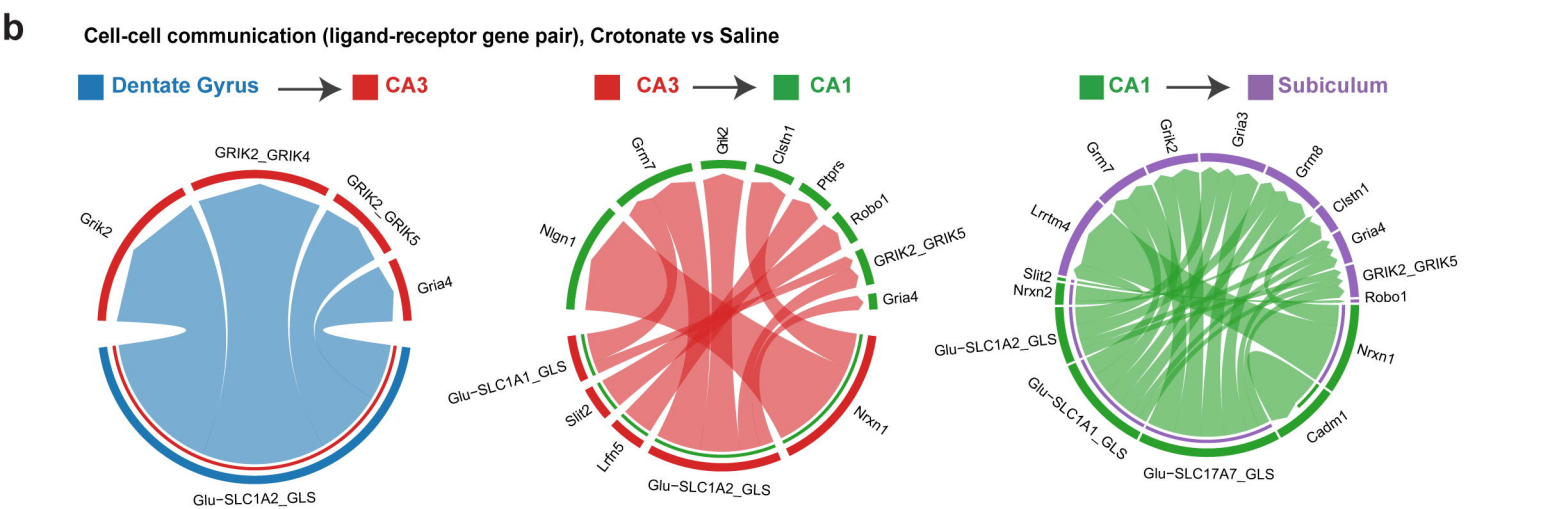 b
Cell-cell communication (ligand-receptor gene pair), Crotonate vs Saline
Dentate Gyrus CA3
CA3 CA1
CA1 Subiculum
Grik2
GRIK2_GRIK4
GRIK2_GRIK5
Gria4
Glu−SLC1A2_GLS
Nlgn1
Grm7
Grik2
Clstn1
Ptprs
Robo1
GRIK2_GRIK5
Gria4
Nrxn1
Glu−SLC1A2_GLS
Lrfn5
Slit2
Glu−SLC1A1_GLS
Lrrtm4
Grm7
Grik2
Gria3
Grm8
Clstn1
Gria4
GRIK2_GRIK5
Robo1
Nrxn1
Cadm1
Glu−SLC17A7_GLS
Glu−SLC1A1_GLS
Glu−SLC1A2_GLS
Nrxn2
Slit2